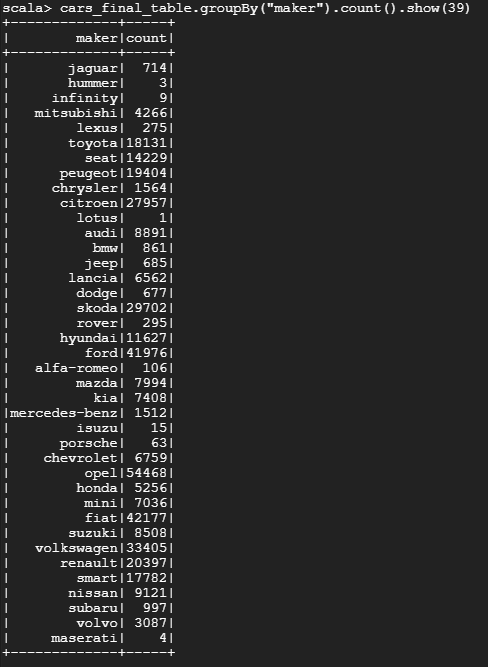 scala> cars_final_table.groupBy("maker").count().show(39)
+-------------+-----+
|        maker|count|
+-------------+-----+
|       jaguar|  714|
|       hummer|    3|
|     infinity|    9|
|   mitsubishi| 4266|
|        lexus|  275|
|       toyota|18131|
|         seat|14229|
|      peugeot|19404|
|     chrysler| 1564|
|      citroen|27957|
|        lotus|    1|
|         audi| 8891|
|          bmw|  861|
|         jeep|  685|
|       lancia| 6562|
|        dodge|  677|
|        skoda|29702|
|        rover|  295|
|      hyundai|11627|
|         ford|41976|
|   alfa-romeo|  106|
|        mazda| 7994|
|          kia| 7408|
|mercedes-benz| 1512|
|        isuzu|   15|
|      porsche|   63|
|    chevrolet| 6759|
|         opel|54468|
|        honda| 5256|
|         mini| 7036|
|         fiat|42177|
|       suzuki| 8508|
|   volkswagen|33405|
|      renault|20397|
|        smart|17782|
|       nissan| 9121|
|       subaru|  997|
|        volvo| 3087|
|     maserati|    4|
+-------------+-----+